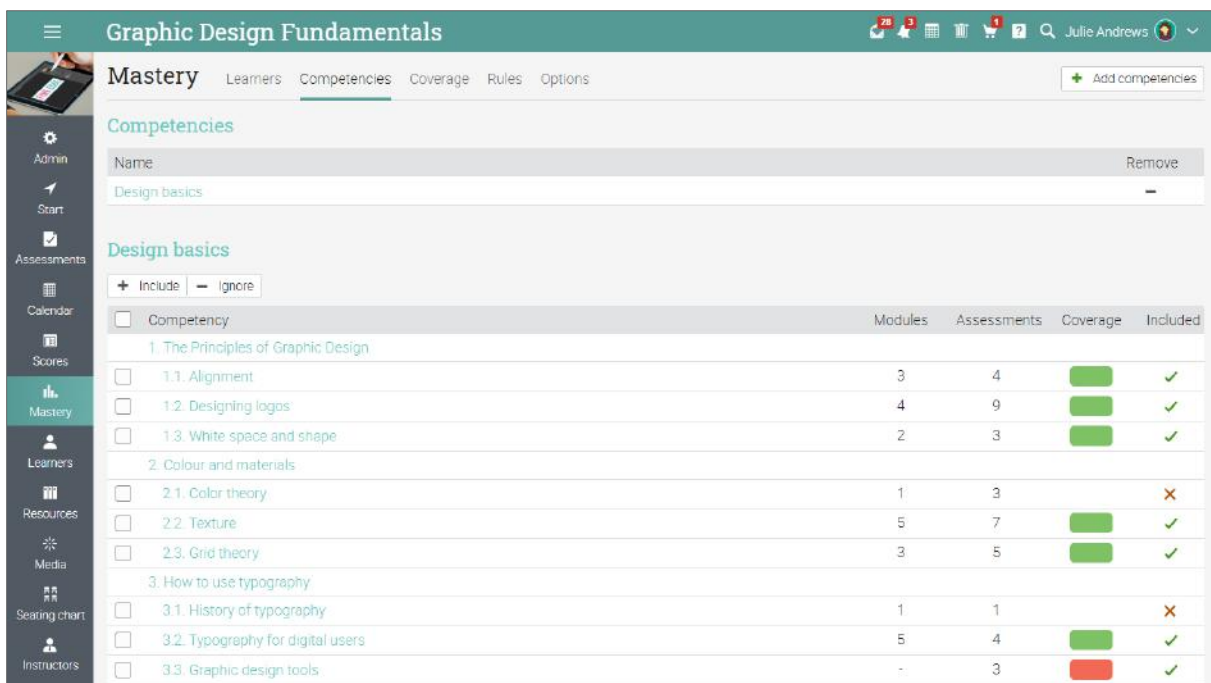 Graphic Design Fundamentals 28 3 1 Julie Andrews
Mastery Learners Competencies Coverage Rules Options + Add competencies
Competencies
Name Remove
Design basics
Design basics
+ Include − Ignore
Competency Modules Assessments Coverage Included
1. The Principles of Graphic Design
1.1. Alignment 3 4
1.2. Designing logos 4 9
1.3. White space and shape 2 3
2. Colour and materials
2.1. Color theory 1 3
2.2. Texture 5 7
2.3. Grid theory 3 5
3. How to use typography
3.1. History of typography 1 1
3.2. Typography for digital users 5 4
3.3. Graphic design tools - 3
Admin
Start
Assessments
Calendar
Scores
Mastery
Learners
Resources
Media
Seating chart
Instructors